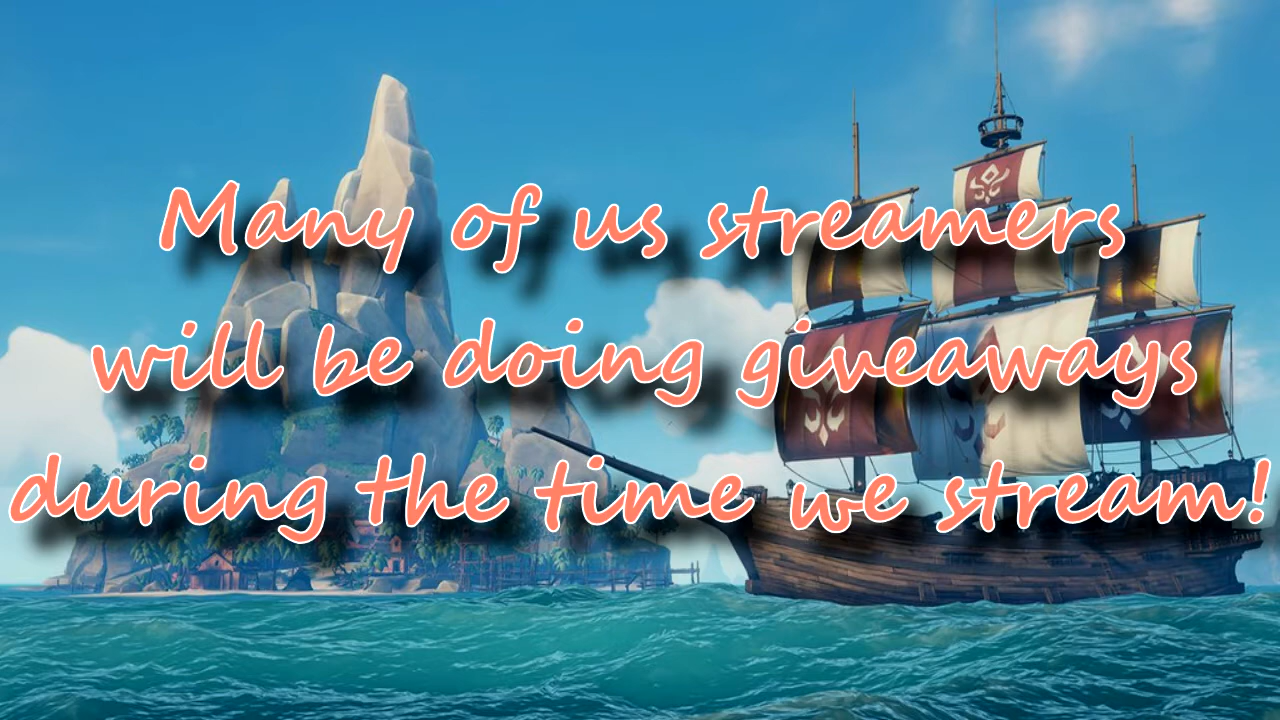 Many of us streamers
will be doing giveaways
during the time we stream!